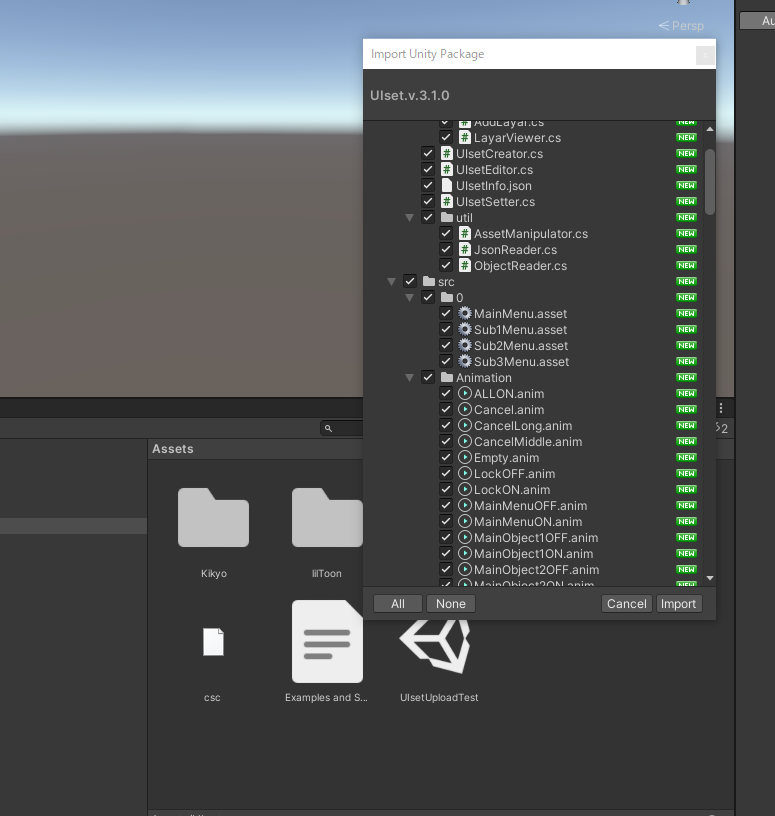 Persp
Au
Import Unity Package
UIset.v.3.1.0
AddLayar.cs NEW
LayarViewer.cs NEW
UIsetCreator.cs NEW
UIsetEditor.cs NEW
UIsetInfo.json NEW
UIsetSetter.cs NEW
util NEW
AssetManipulator.cs NEW
JsonReader.cs NEW
ObjectReader.cs NEW
src NEW
0 NEW
MainMenu.asset NEW
Sub1Menu.asset NEW
Sub2Menu.asset NEW
Sub3Menu.asset NEW
Animation NEW
ALLON.anim NEW
Cancel.anim NEW
CancelLong.anim NEW
CancelMiddle.anim NEW
Empty.anim NEW
LockOFF.anim NEW
LockON.anim NEW
MainMenuOFF.anim NEW
MainMenuON.anim NEW
MainObject1OFF.anim NEW
MainObject1ON.anim NEW
MainObject2OFF.anim NEW
MainObject2ON.anim NEW
All None Cancel Import
2
Assets
Kikyo lilToon
csc Examples and S... UIsetUploadTest